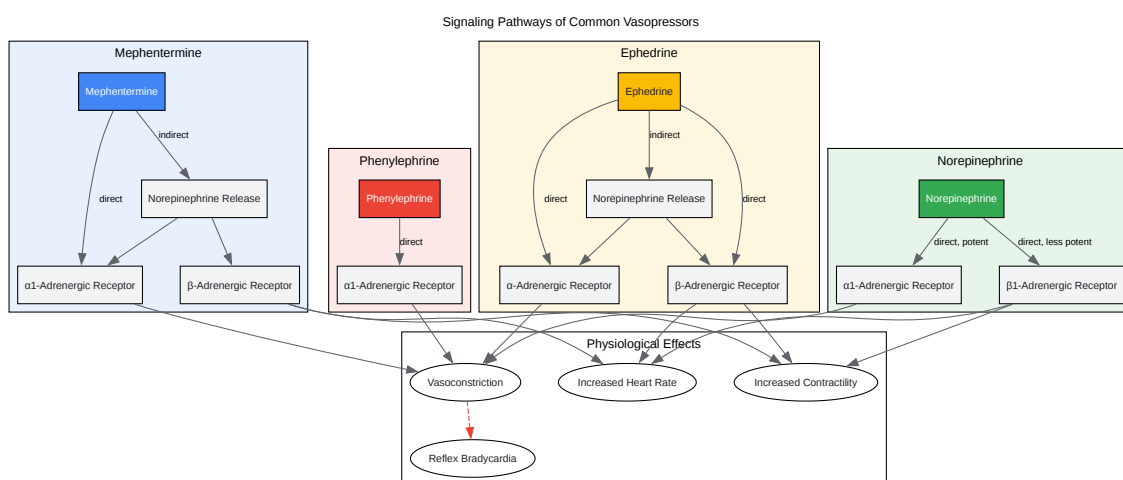 Signaling Pathways of Common Vasopressors
Mephentermine
Ephedrine
Mephentermine
Ephedrine
indirect
indirect
Phenylephrine
Norepinephrine
direct
Norepinephrine Release
Phenylephrine
direct
Norepinephrine Release
direct
Norepinephrine
direct
direct, potent
direct, less potent
α1-Adrenergic Receptor
β-Adrenergic Receptor
α1-Adrenergic Receptor
α-Adrenergic Receptor
β-Adrenergic Receptor
α1-Adrenergic Receptor
β1-Adrenergic Receptor
Physiological Effects
Vasoconstriction
Increased Heart Rate
Increased Contractility
Reflex Bradycardia